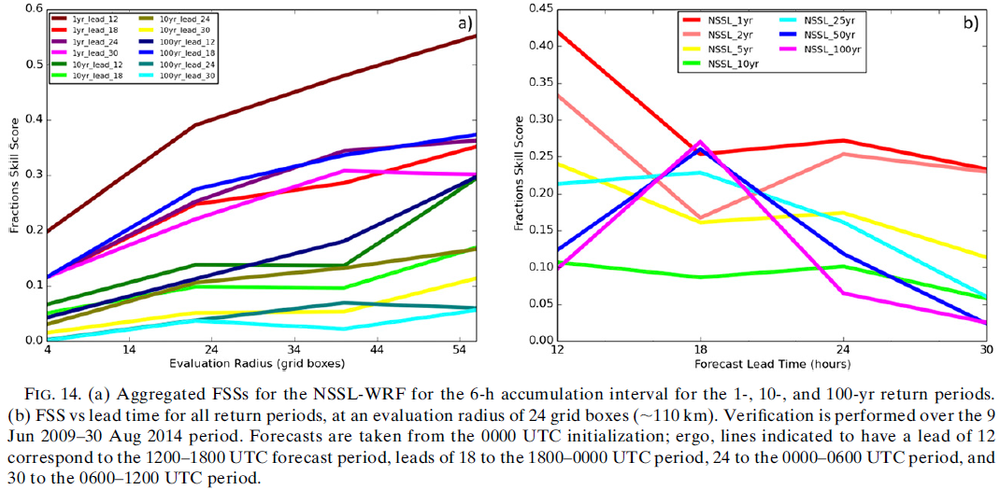 a)
1yr_lead_12
1yr_lead_18
1yr_lead_24
1yr_lead_30
10yr_lead_12
10yr_lead_18
10yr_lead_24
10yr_lead_30
100yr_lead_12
100yr_lead_18
100yr_lead_24
100yr_lead_30
Fractions Skill Score
0.6
0.5
0.4
0.3
0.2
0.1
0.0
4 14 24 34 44 54
Evaluation Radius (grid boxes)
b)
NSSL_1yr
NSSL_2yr
NSSL_5yr
NSSL_10yr
NSSL_25yr
NSSL_50yr
NSSL_100yr
Fractions Skill Score
0.45
0.40
0.35
0.30
0.25
0.20
0.15
0.10
0.05
0.00
12 18 24 30
Forecast Lead Time (hours)
FIG. 14. (a) Aggregated FSSs for the NSSL-WRF for the 6-h accumulation interval for the 1-, 10-, and 100-yr return periods.
(b) FSS vs lead time for all return periods, at an evaluation radius of 24 grid boxes (~110 km). Verification is performed over the 9
Jun 2009–30 Aug 2014 period. Forecasts are taken from the 0000 UTC initialization; ergo, lines indicated to have a lead of 12
correspond to the 1200–1800 UTC forecast period, leads of 18 to the 1800–0000 UTC period, 24 to the 0000–0600 UTC period, and
30 to the 0600–1200 UTC period.